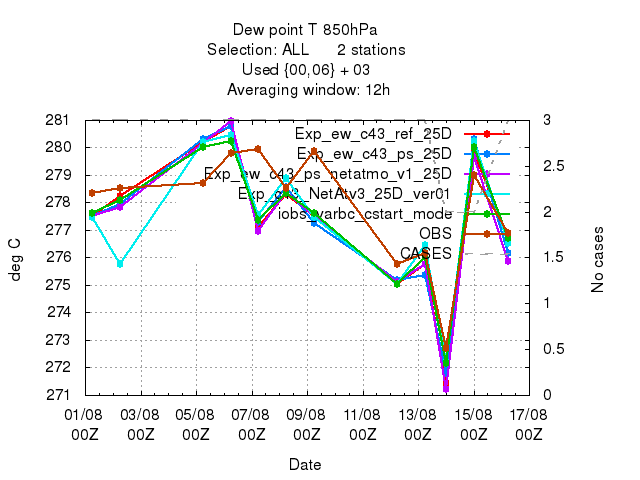 Dew point T 850hPa
Selection: ALL 2 stations
Used {00,06} + 03
Averaging window: 12h
281
280
279
278
277
276
275
274
273
272
271
deg C
3
2.5
2
1.5
1
0.5
0
No cases
Exp_ew_c43_ref_25D
Exp_ew_c43_ps_25D
Exp_ew_c43_ps_netatmo_v1_25D
Exp_c43_NetAtv3_25D_ver01
iobs_varbc_cstart_mode
OBS
CASES
01/08 03/08 05/08 07/08 09/08 11/08 13/08 15/08 17/08
00Z 00Z 00Z 00Z 00Z 00Z 00Z 00Z 00Z
Date